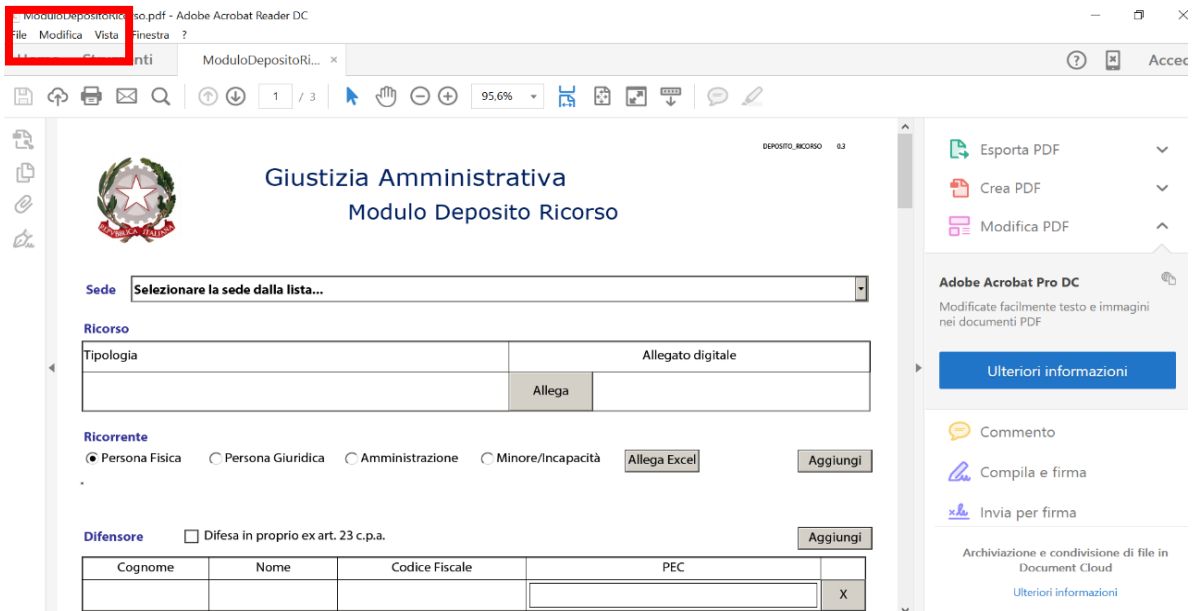 ModuloDepositoRicorso.pdf - Adobe Acrobat Reader DC
File Modifica Vista Finestra ?
Home Strumenti ModuloDepositoRi... × ? Acced
1 / 3 95,6%
DEPOSITO_RICORSO 0.3
Giustizia Amministrativa
Modulo Deposito Ricorso
REPVBBLICA ITALIANA
Sede Selezionare la sede dalla lista...
Ricorso
Tipologia Allegato digitale
Allega
Ricorrente
Persona Fisica Persona Giuridica Amministrazione Minore/Incapacità Allega Excel Aggiungi
Difensore Difesa in proprio ex art. 23 c.p.a. Aggiungi
Cognome Nome Codice Fiscale PEC
X
Esporta PDF
Crea PDF
Modifica PDF
Adobe Acrobat Pro DC
Modificate facilmente testo e immagini
nei documenti PDF
Ulteriori informazioni
Commento
Compila e firma
Invia per firma
Archiviazione e condivisione di file in
Document Cloud
Ulteriori informazioni